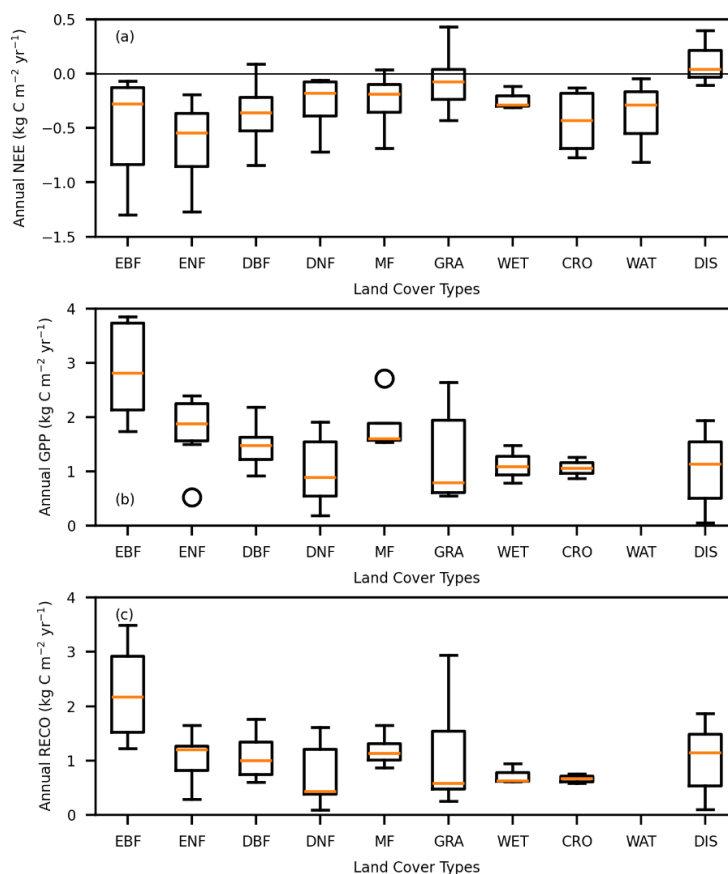 (a)
Annual NEE (kg C m⁻² yr⁻¹)
0.5
0.0
−0.5
−1.0
−1.5
EBF ENF DBF DNF MF GRA WET CRO WAT DIS
Land Cover Types
Annual GPP (kg C m⁻² yr⁻¹)
4
3
2
1
0
(b)
EBF ENF DBF DNF MF GRA WET CRO WAT DIS
Land Cover Types
(c)
Annual RECO (kg C m⁻² yr⁻¹)
4
3
2
1
0
EBF ENF DBF DNF MF GRA WET CRO WAT DIS
Land Cover Types